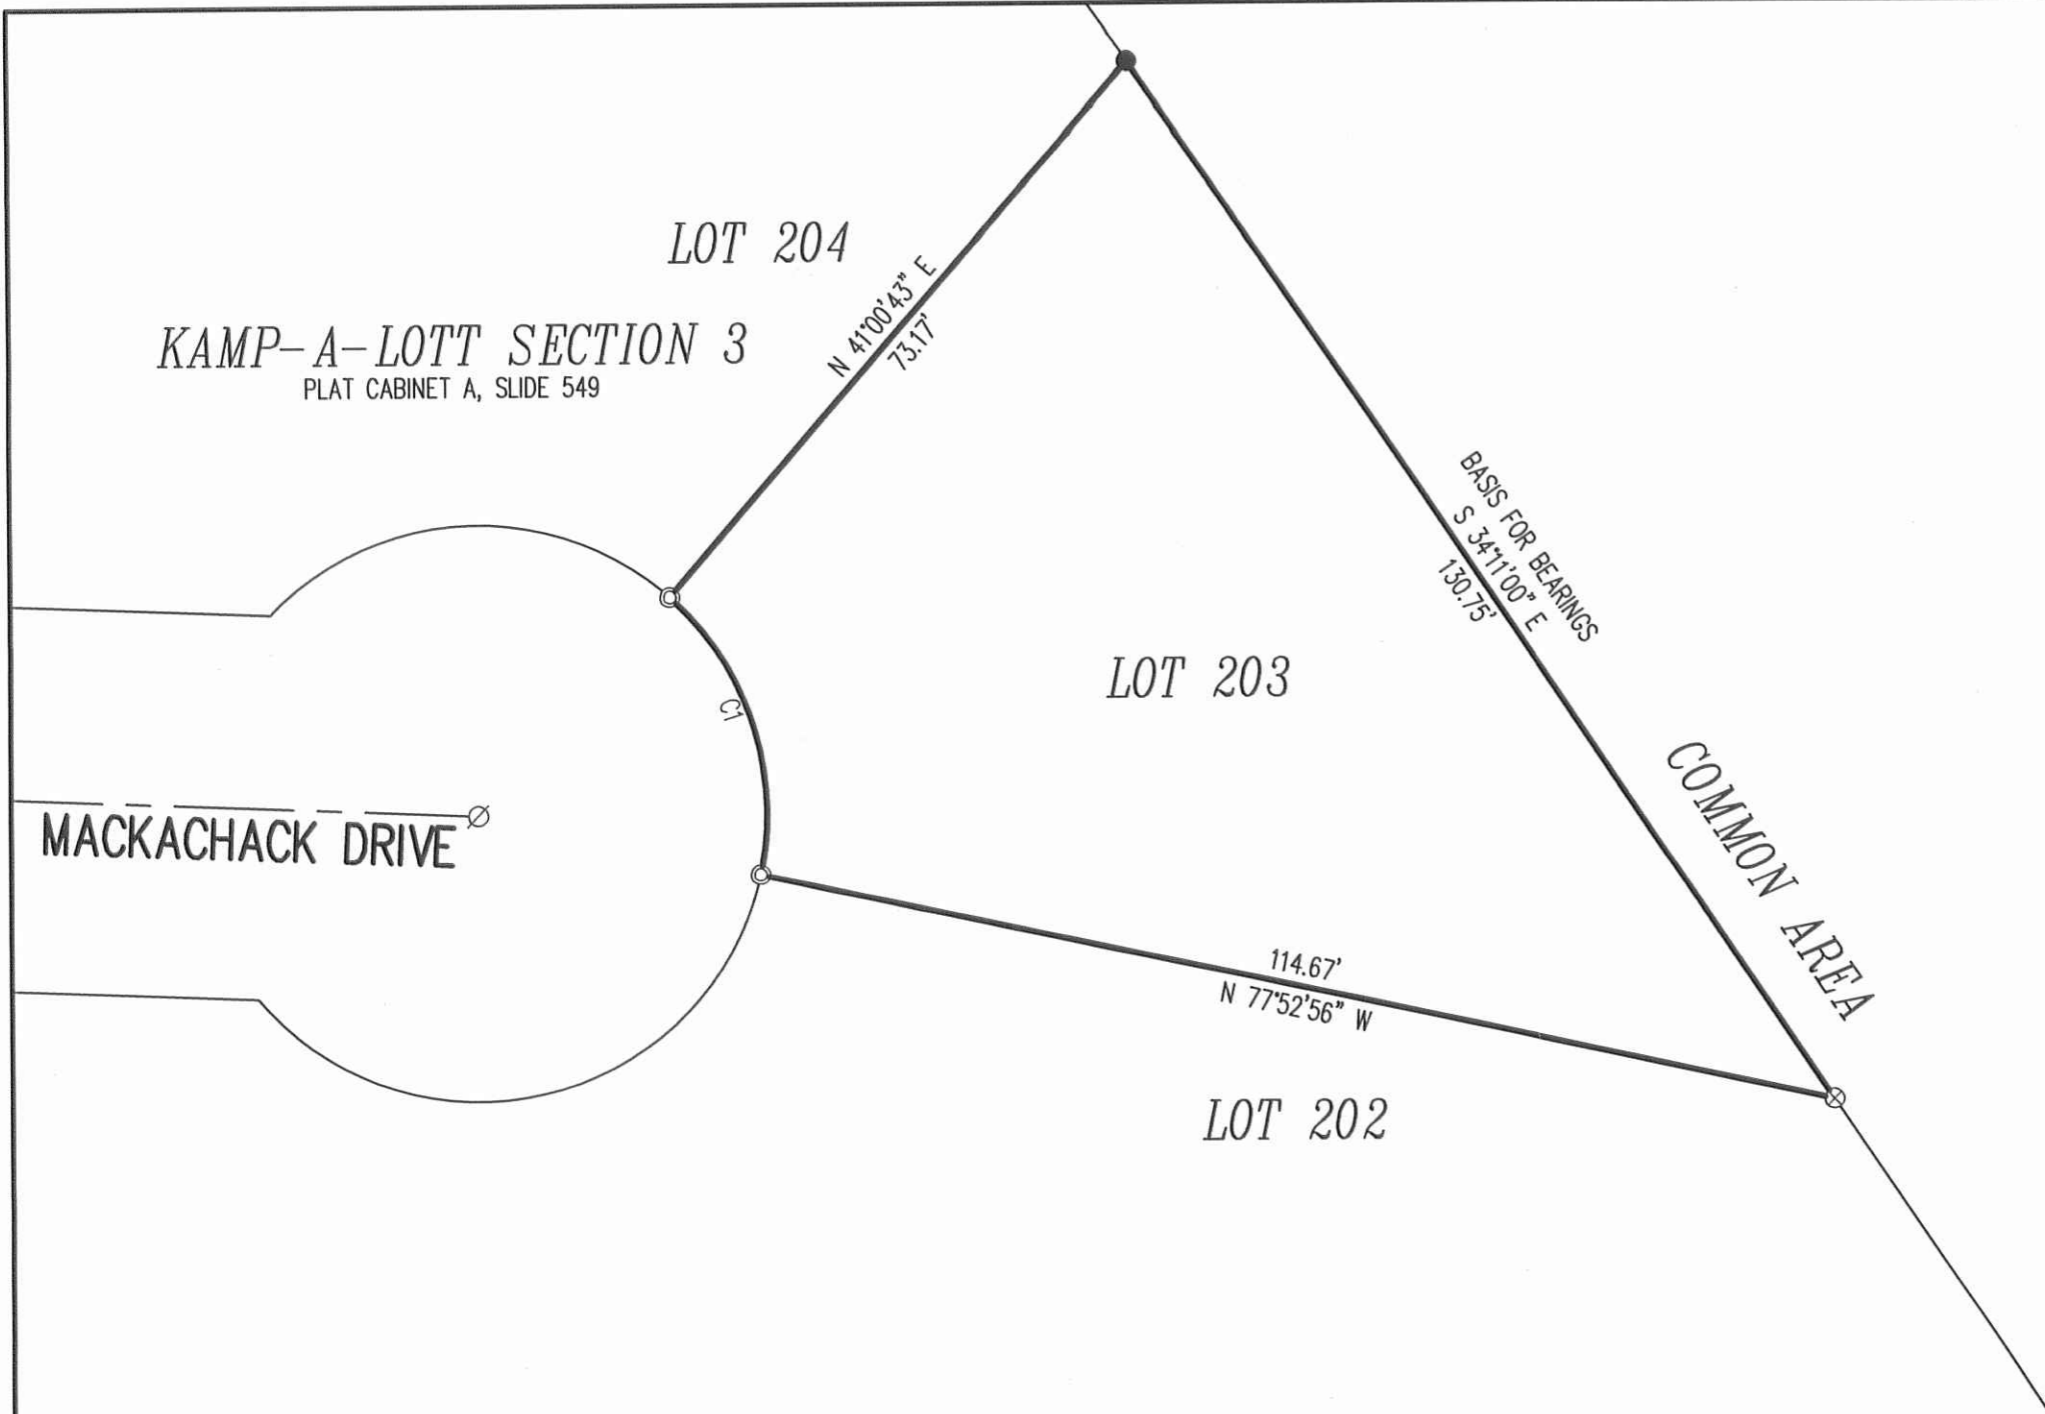 LOT 204
N 41°00'43" E
73.17'
KAMP-A-LOTT SECTION 3
PLAT CABINET A, SLIDE 549
BASIS FOR BEARINGS
S 34°11'00" E
130.75'
LOT 203
C1
COMMON AREA
MACKACHACK DRIVE
114.67'
N 77°52'56" W
LOT 202